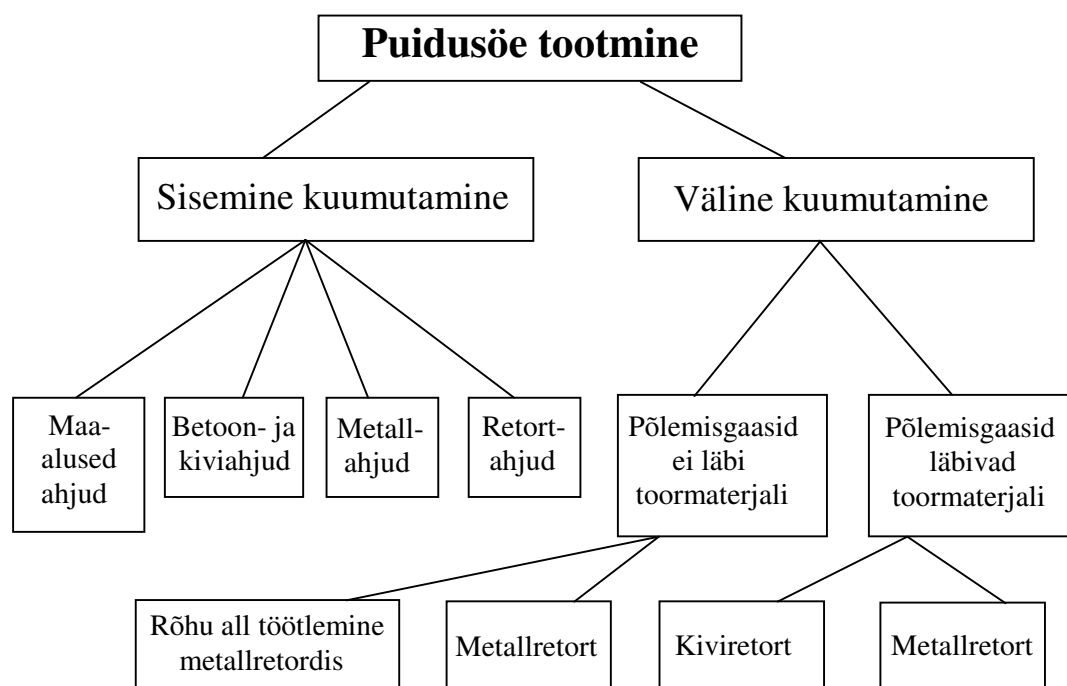 Puidusöe tootmine
Sisemine kuumutamine
Väline kuumutamine
Maa-
alused
ahjud
Betoon- ja
kiviahjud
Metall-
ahjud
Retort-
ahjud
Põlemisgaasid
ei läbi
toormaterjali
Põlemisgaasid
läbivad
toormaterjali
Rõhu all töötlemine
metallretordis
Metallretort
Kiviretort
Metallretort